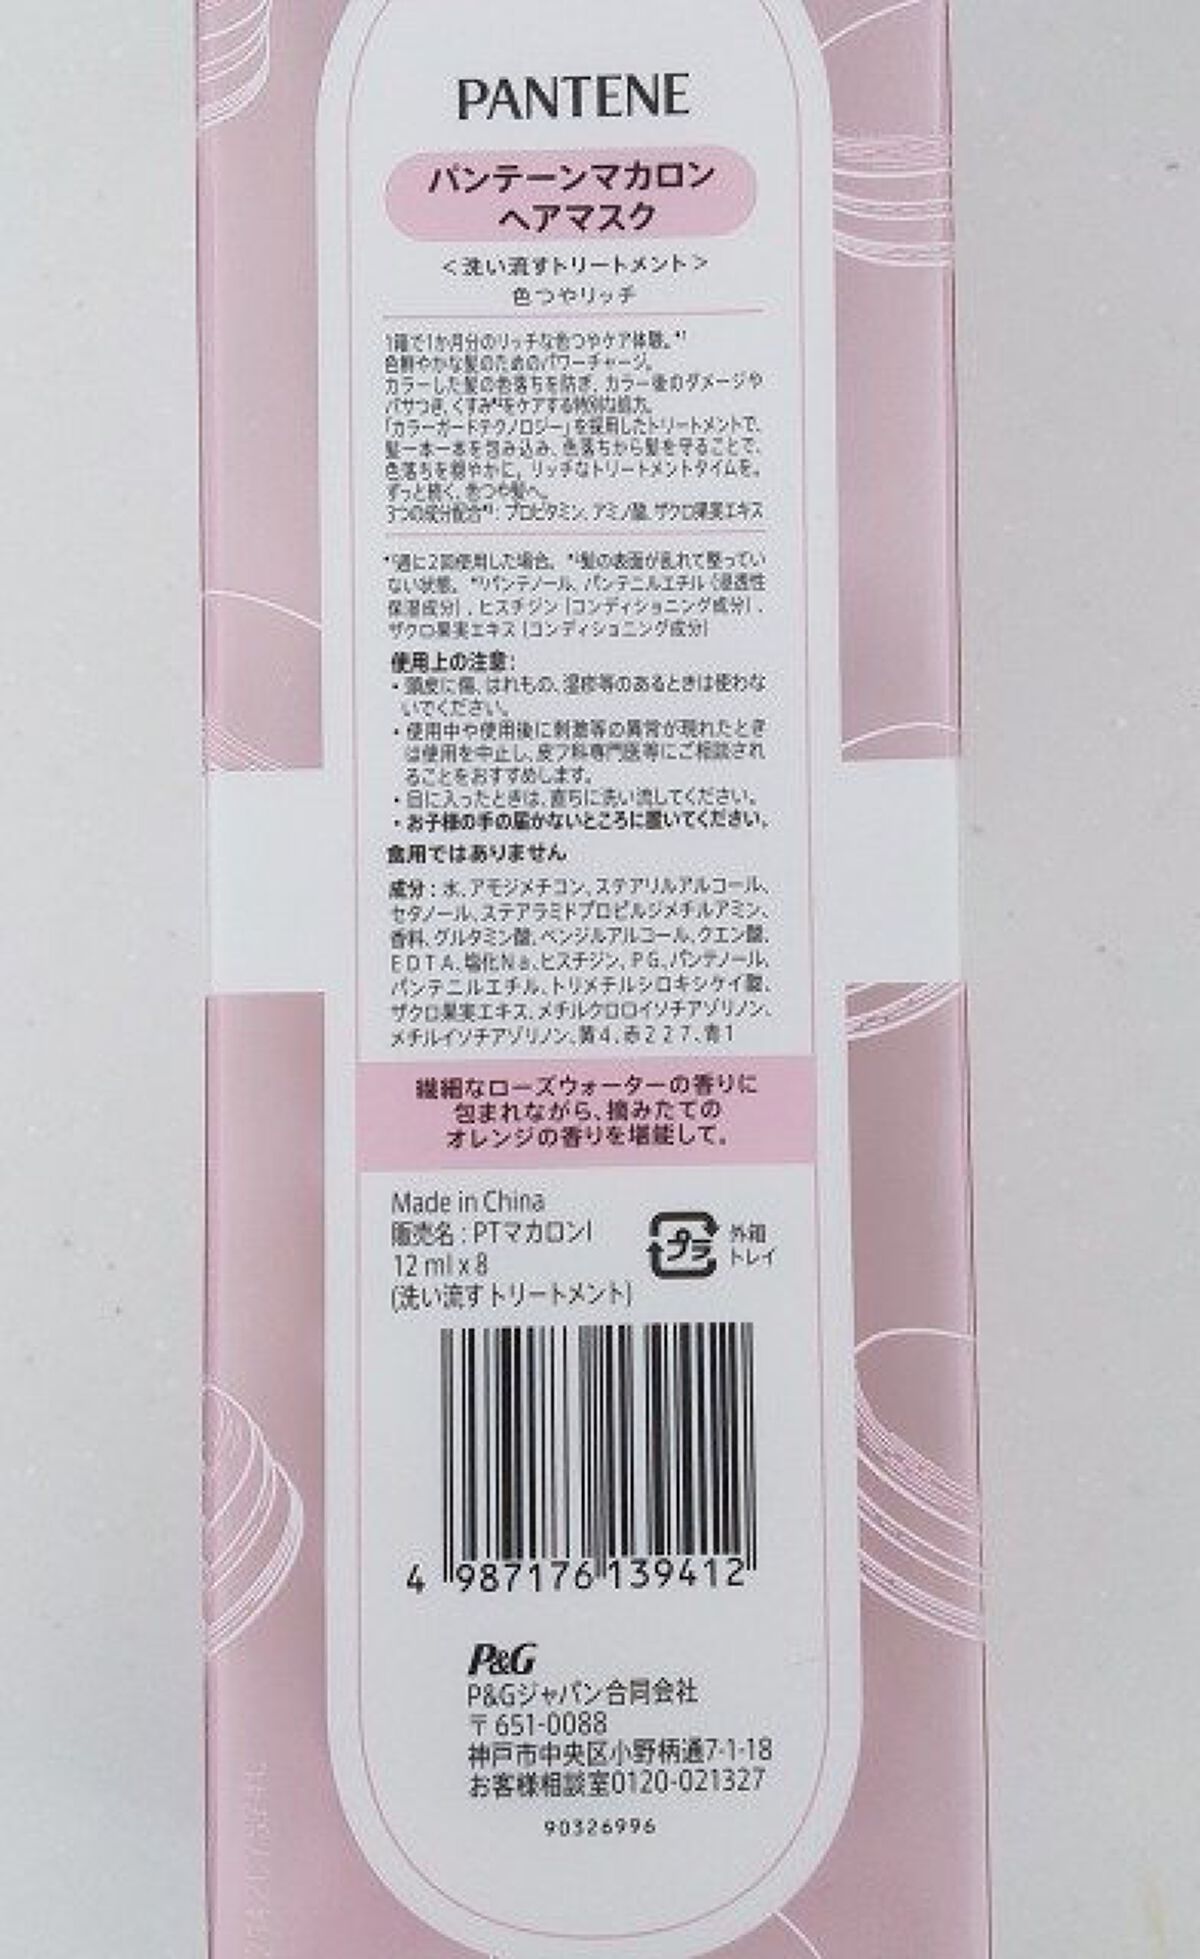 PANTENE
パンテーンマカロン
ヘアマスク
＜洗い流すトリートメント＞
色つやリッチ
1箱で1か月分のリッチな色つやケア体験。*1
色鮮やかな髪のためのパワーチャージ。
カラーした髪の色落ちを防ぎ、カラー後のダメージや
パサつき、くすみ*2をケアする特別な処方。
「カラーガードテクノロジー」を採用したトリートメントで、
髪一本一本を包み込み、色落ちから髪を守ることで、
色落ちを穏やかに。リッチなトリートメントタイムを。
ずっと続く、色つや髪へ。
3つの成分配合*3：プロビタミン、アミノ酸、ザクロ果実エキス
*1週に2回使用した場合。 *2髪の表面が乱れて整ってい
ない状態。 *3パンテノール、パンテニルエチル（浸透性
保湿成分）、ヒスチジン（コンディショニング成分）、
ザクロ果実エキス（コンディショニング成分）
使用上の注意：
・頭皮に傷、はれもの、湿疹等のあるときは使わな
いでください。
・使用中や使用後に刺激等の異常が現れたとき
は使用を中止し、皮フ科専門医等にご相談され
ることをおすすめします。
・目に入ったときは、直ちに洗い流してください。
・お子様の手の届かないところに置いてください。
食用ではありません
成分：水、アモジメチコン、ステアリルアルコール、
セタノール、ステアラミドプロピルジメチルアミン、
香料、グルタミン酸、ベンジルアルコール、クエン酸、
EDTA、塩化Na、ヒスチジン、PG、パンテノール、
パンテニルエチル、トリメチルシロキシケイ酸、
ザクロ果実エキス、メチルクロロイソチアゾリノン、
メチルイソチアゾリノン、黄4、赤227、青1
繊細なローズウォーターの香りに
包まれながら、摘みたての
オレンジの香りを堪能して。
Made in China
販売名：PTマカロンI
12 ml x 8
(洗い流すトリートメント)
プラ
外箱
トレイ
4 987176 139412
P&G
P&Gジャパン合同会社
〒651-0088
神戸市中央区小野柄通7-1-18
お客様相談室0120-021327
90326996